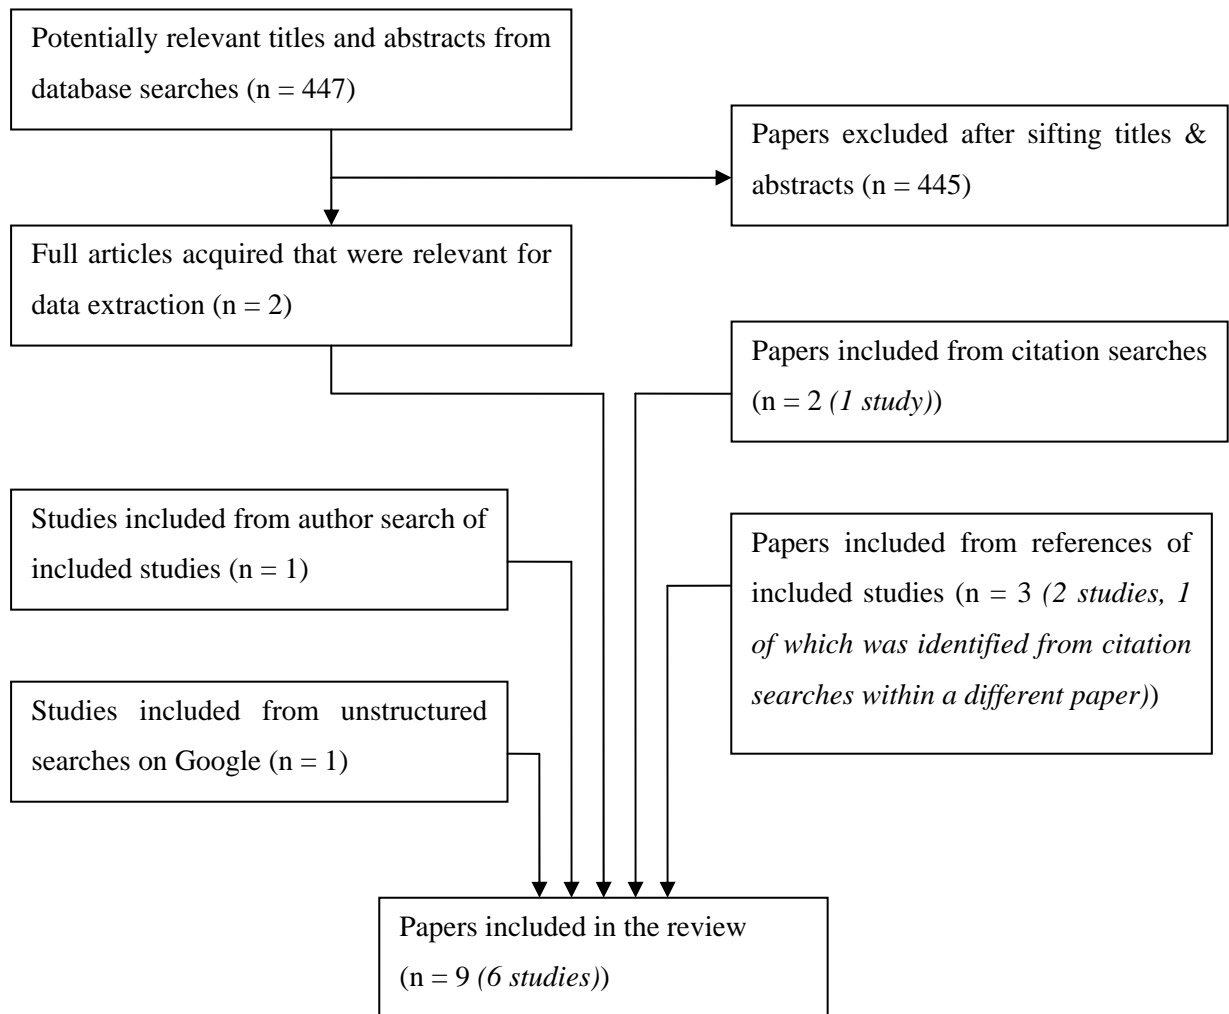 Potentially relevant titles and abstracts from
database searches (n = 447)
Papers excluded after sifting titles &
abstracts (n = 445)
Full articles acquired that were relevant for
data extraction (n = 2)
Papers included from citation searches
(n = 2 (1 study))
Studies included from author search of
included studies (n = 1)
Papers included from references of
included studies (n = 3 (2 studies, 1
of which was identified from citation
searches within a different paper))
Studies included from unstructured
searches on Google (n = 1)
Papers included in the review
(n = 9 (6 studies))